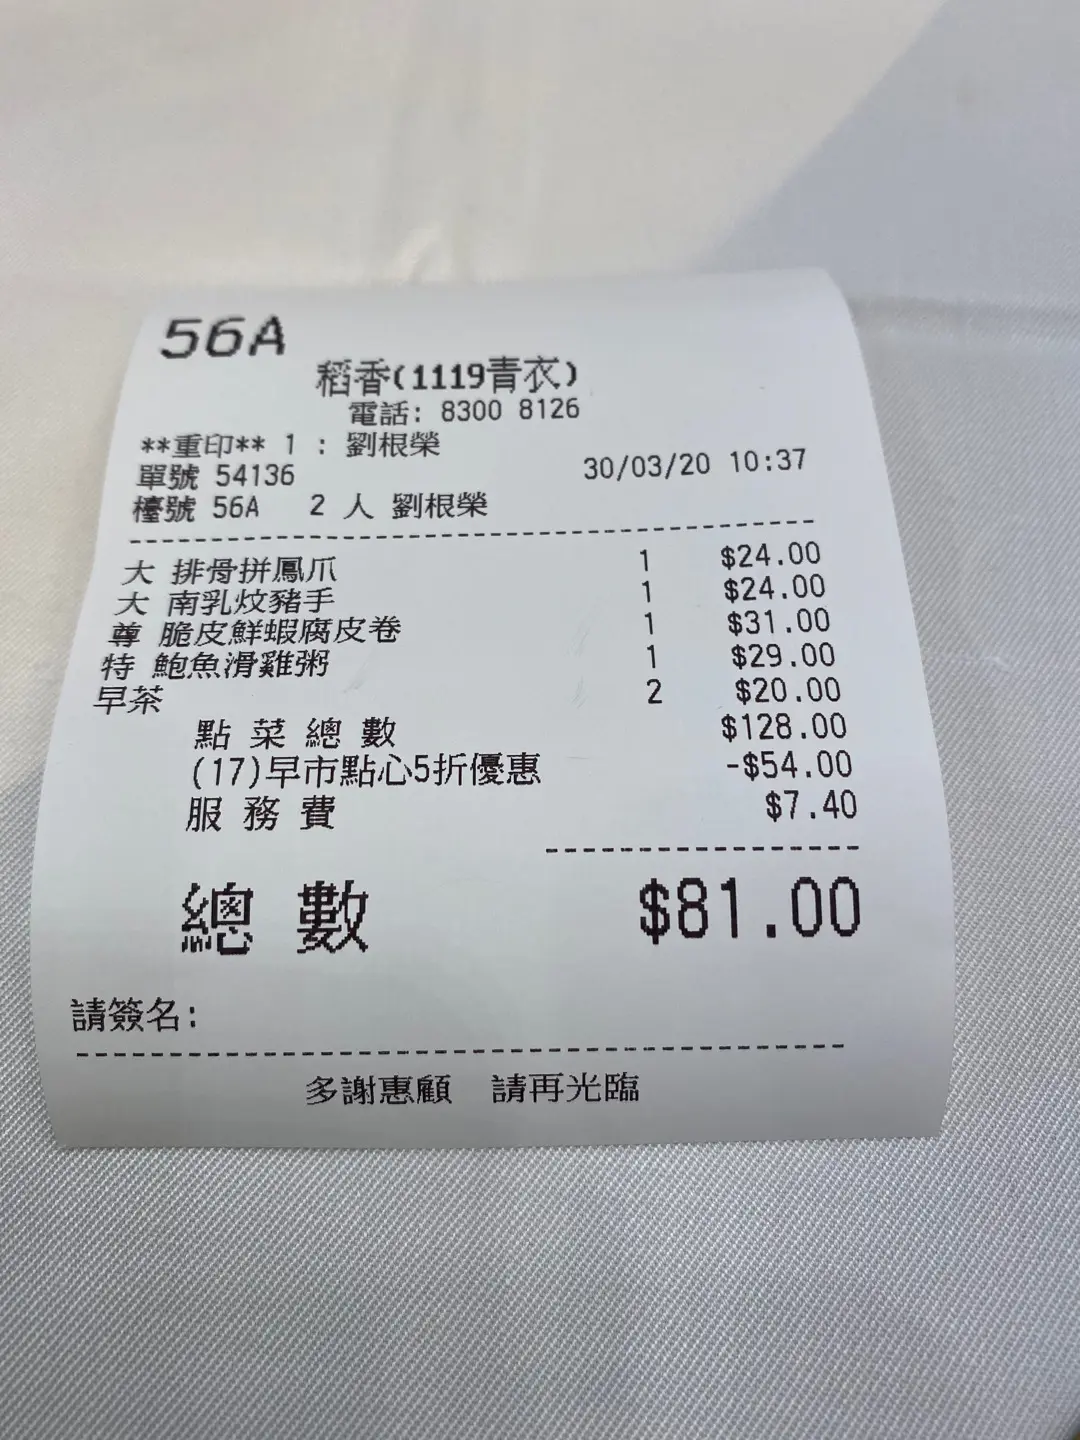 56A
稻香(1119青衣)
電話: 8300 8126
**重印** 1 : 劉根榮
單號 54136 30/03/20 10:37
檯號 56A 2 人 劉根榮
大 排骨拼鳳爪 1 $24.00
大 南乳炆豬手 1 $24.00
尊 脆皮鮮蝦腐皮卷 1 $31.00
特 鮑魚滑雞粥 1 $29.00
早茶 2 $20.00
點 菜 總 數 $128.00
(17)早市點心5折優惠 -$54.00
服 務 費 $7.40
總 數 $81.00
請簽名:
多謝惠顧 請再光臨